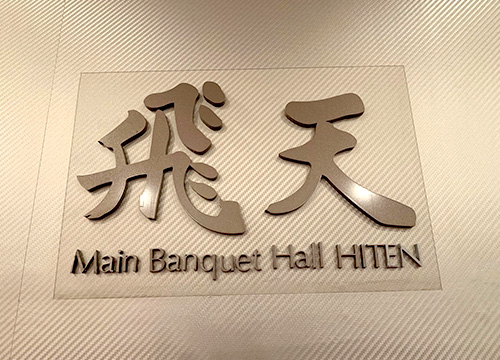 飛天
Main Banquet Hall HITEN